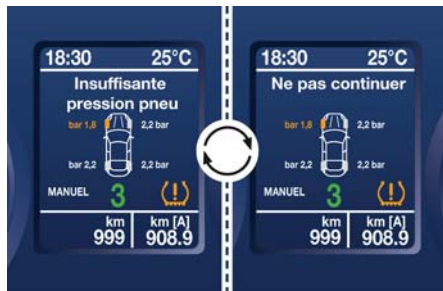 18:30 25°C
Insuffisante
pression pneu
bar 1,8 2,2 bar
bar 2,2 2,2 bar
MANUEL 3 (!)
km km [A]
999 908.9
18:30 25°C
Ne pas continuer
bar 1,8 2,2 bar
bar 2,2 2,2 bar
MANUEL 3 (!)
km km [A]
999 908.9